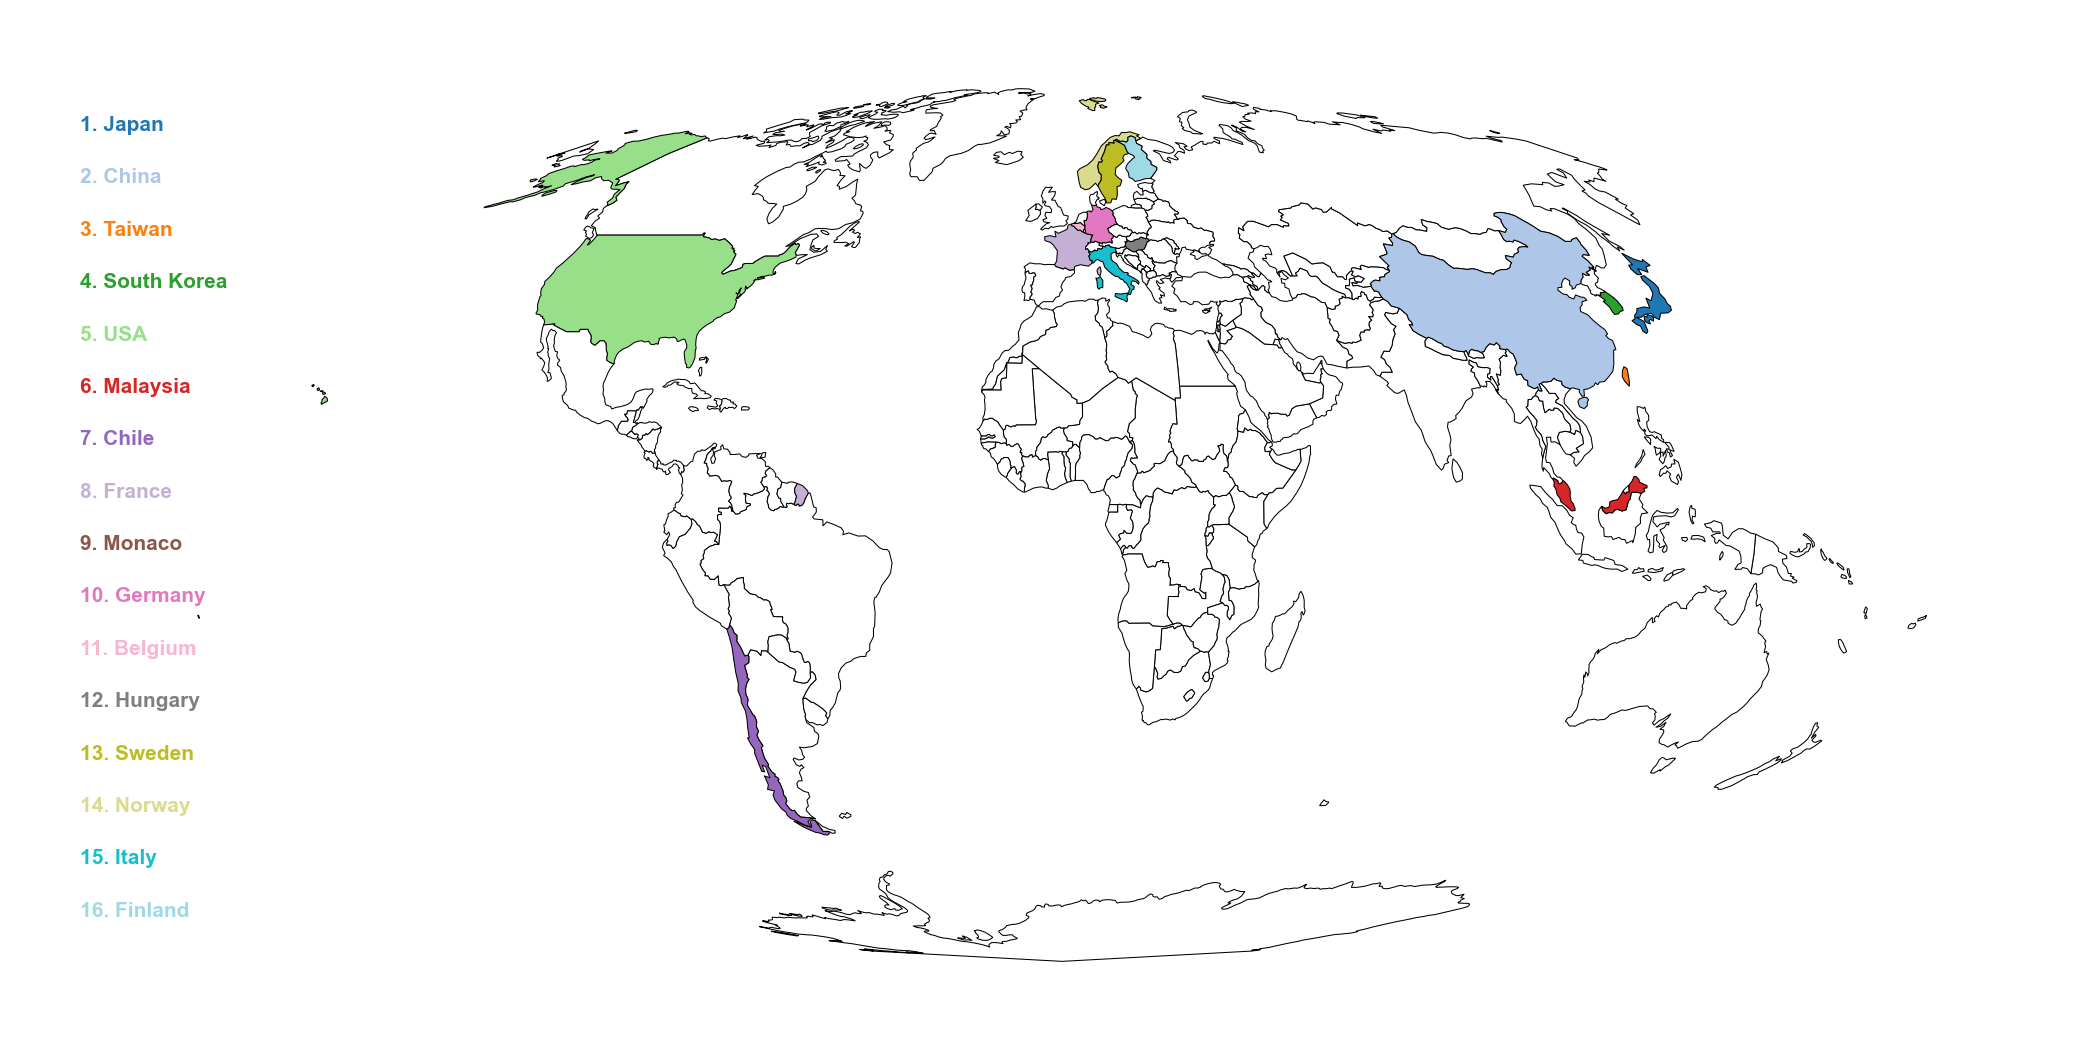 1. Japan
2. China
3. Taiwan
4. South Korea
5. USA
6. Malaysia
7. Chile
8. France
9. Monaco
10. Germany
11. Belgium
12. Hungary
13. Sweden
14. Norway
15. Italy
16. Finland